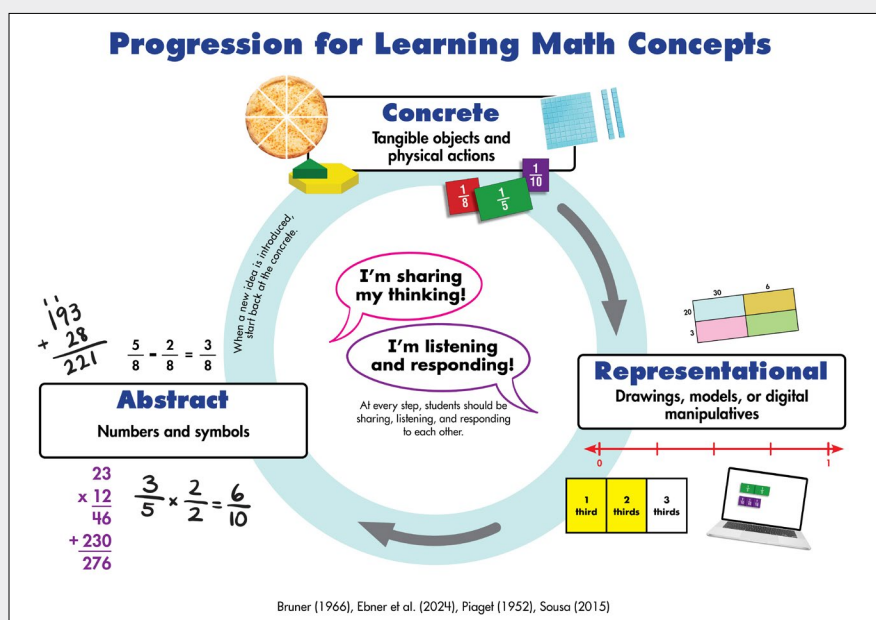 Progression for Learning Math Concepts
Concrete
Tangible objects and
physical actions
1/8
1/5
1/10
When a new idea is introduced,
start back at the concrete.
I'm sharing
my thinking!
I'm listening
and responding!
At every step, students should be
sharing, listening, and responding
to each other.
30 6
20
3
Representational
Drawings, models, or digital
manipulatives
0 1
1 third
2 thirds
3 thirds
193
+ 28
221
5/8 - 2/8 = 3/8
Abstract
Numbers and symbols
23
x 12
46
+ 230
276
3/5 × 2/2 = 6/10
Bruner (1966), Ebner et al. (2024), Piaget (1952), Sousa (2015)